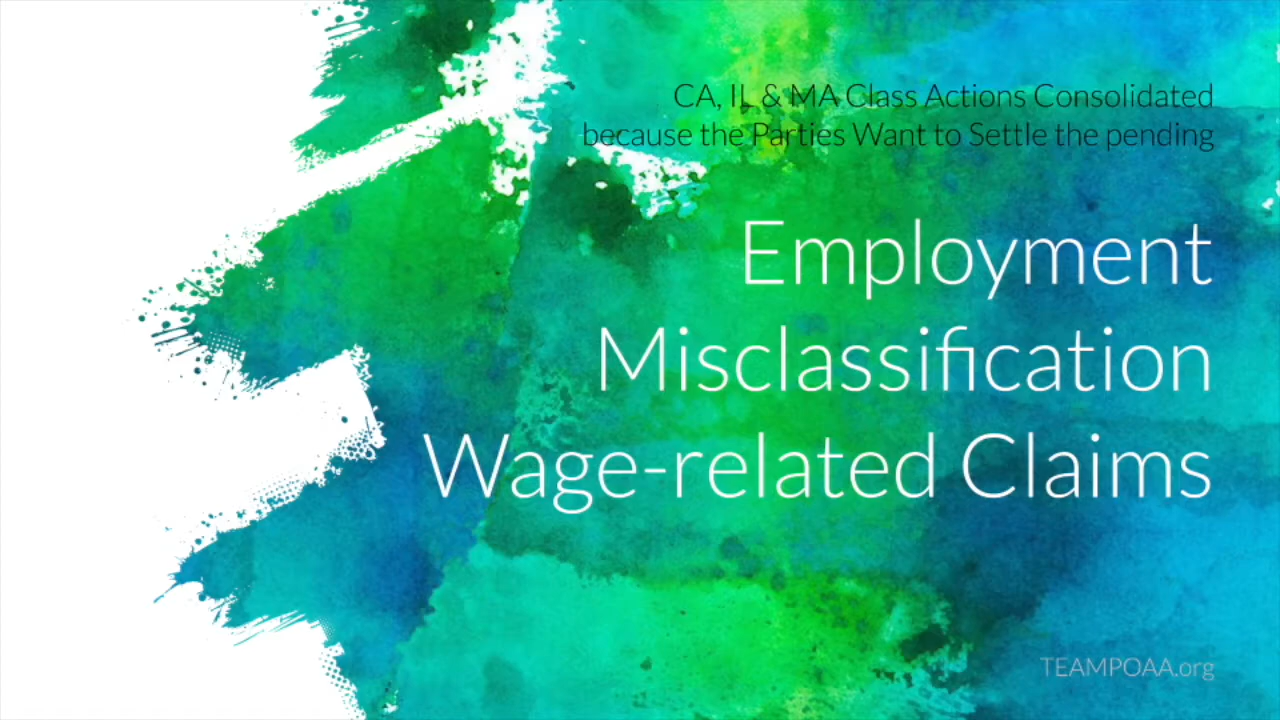 CA, IL & MA Class Actions Consolidated
because the Parties Want to Settle the pending
Employment
Misclassification
Wage-related Claims
TEAMPOAA.org